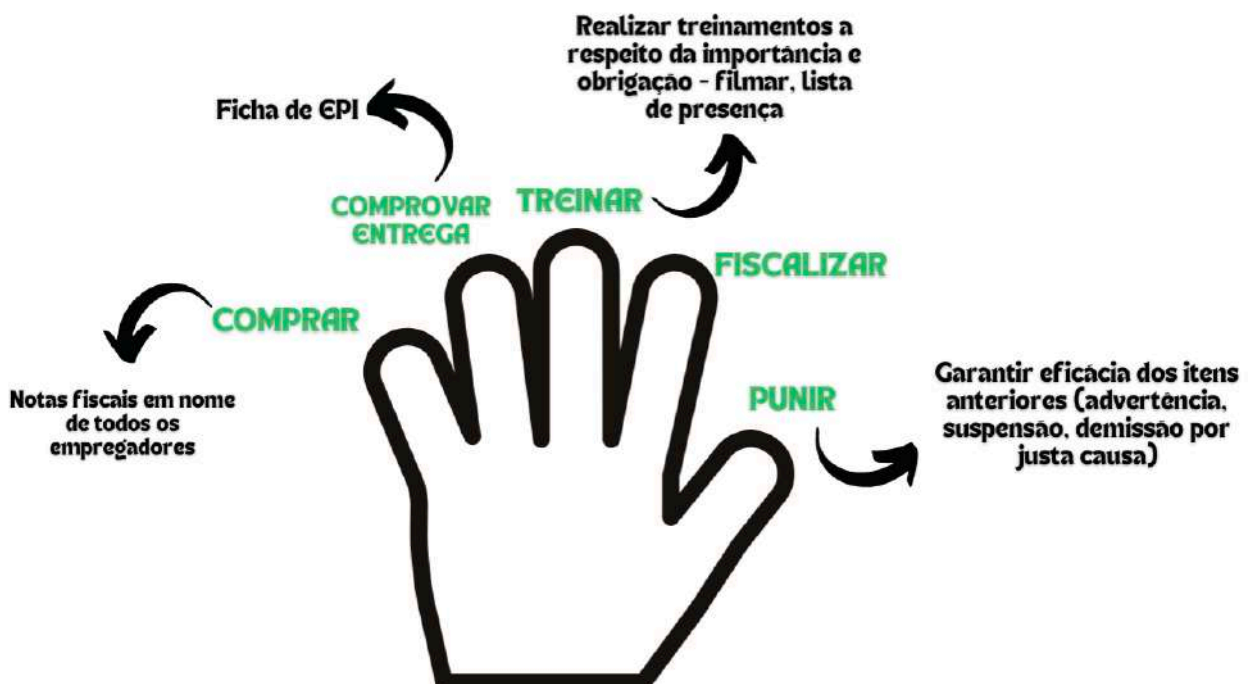 Realizar treinamentos a
respeito da importância e
obrigação - filmar, lista
de presença
Ficha de EPI
COMPROVAR
ENTREGA
TREINAR
FISCALIZAR
COMPRAR
Notas fiscais em nome
de todos os
empregadores
PUNIR
Garantir eficácia dos itens
anteriores (advertência,
suspensão, demissão por
justa causa)